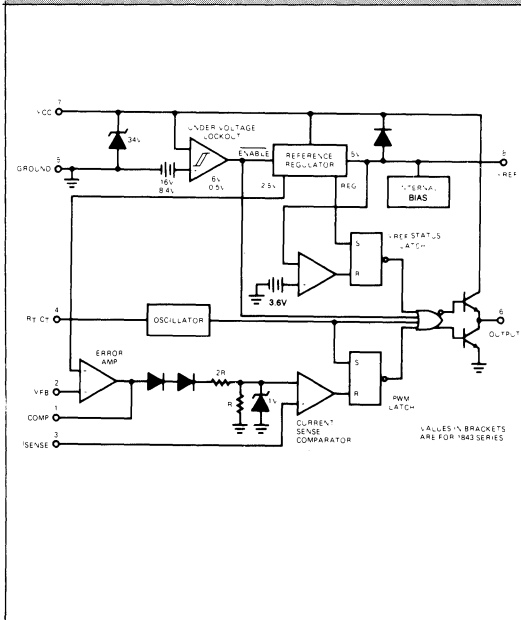 7
VCC
34V
UNDER VOLTAGE
LOCKOUT
ENABLE
REFERENCE
REGULATOR
5V
8
VREF
5
GROUND
16V
8.4V
6V
0.5V
2.5V
REG
INTERNAL
BIAS
VREF STATUS
LATCH
S
R
3.6V
4
RT CT
OSCILLATOR
6
OUTPUT
ERROR
AMP
2R
R
1V
2
VFB
1
COMP
3
ISENSE
CURRENT
SENSE
COMPARATOR
S
R
PWM
LATCH
VALUES IN BRACKETS
ARE FOR 1843 SERIES